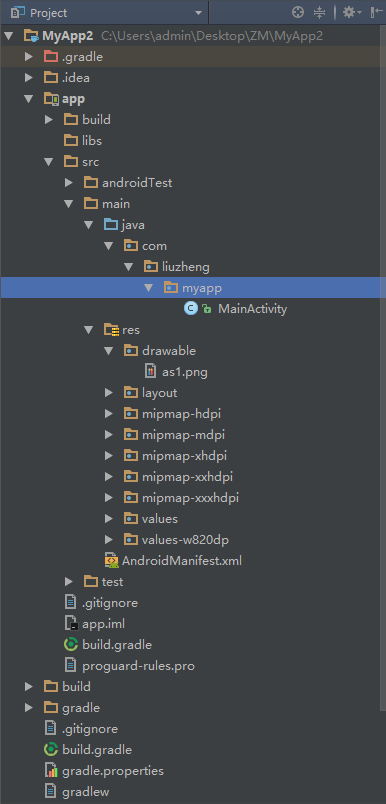 Project
MyApp2 C:\Users\admin\Desktop\ZM\MyApp2
.gradle
.idea
app
build
libs
src
androidTest
main
java
com
liuzheng
myapp
MainActivity
res
drawable
as1.png
layout
mipmap-hdpi
mipmap-mdpi
mipmap-xhdpi
mipmap-xxhdpi
mipmap-xxxhdpi
values
values-w820dp
AndroidManifest.xml
test
.gitignore
app.iml
build.gradle
proguard-rules.pro
build
gradle
.gitignore
build.gradle
gradle.properties
gradlew